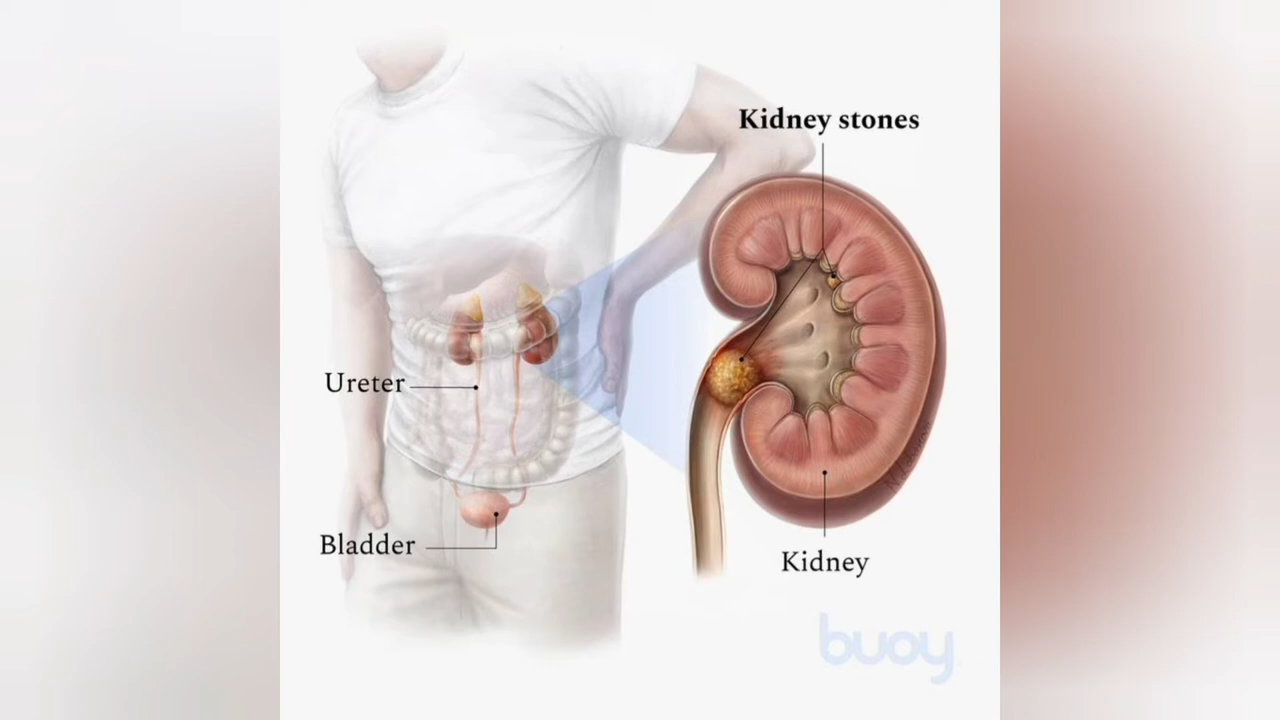 Kidney stones
Ureter
Bladder
Kidney
buoy